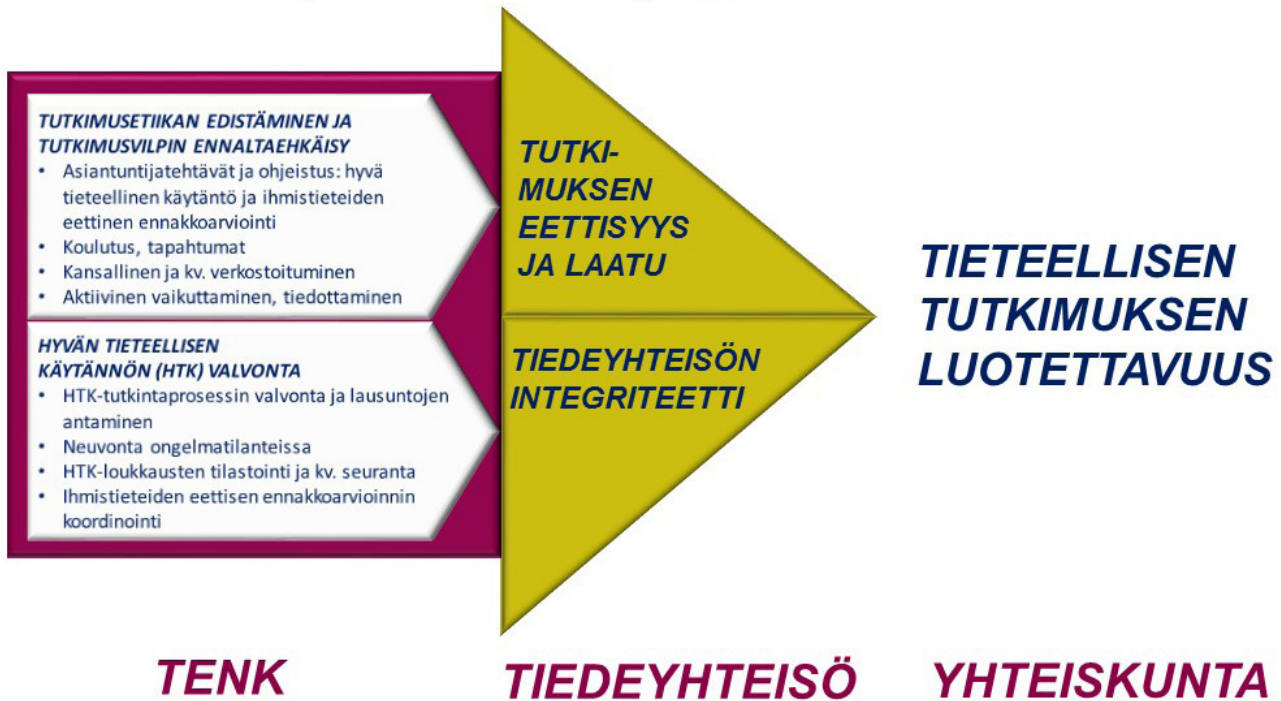 TUTKIMUSETIIKAN EDISTÄMINEN JA
TUTKIMUSVILPIN ENNALTAEHKÄISY
• Asiantuntijatehtävät ja ohjeistus: hyvä
tieteellinen käytäntö ja ihmistieteiden
eettinen ennakkoarviointi
• Koulutus, tapahtumat
• Kansallinen ja kv. verkostoituminen
• Aktiivinen vaikuttaminen, tiedottaminen
HYVÄN TIETEELLISEN
KÄYTÄNNÖN (HTK) VALVONTA
• HTK-tutkintaprosessin valvonta ja lausuntojen
antaminen
• Neuvonta ongelmatilanteissa
• HTK-loukkausten tilastointi ja kv. seuranta
• Ihmistieteiden eettisen ennakkoarvioinnin
koordinointi
TUTKI-
MUKSEN
EETTISYYS
JA LAATU
TIEDEYHTEISÖN
INTEGRITEETTI
TIETEELLISEN
TUTKIMUKSEN
LUOTETTAVUUS
TENK
TIEDEYHTEISÖ
YHTEISKUNTA